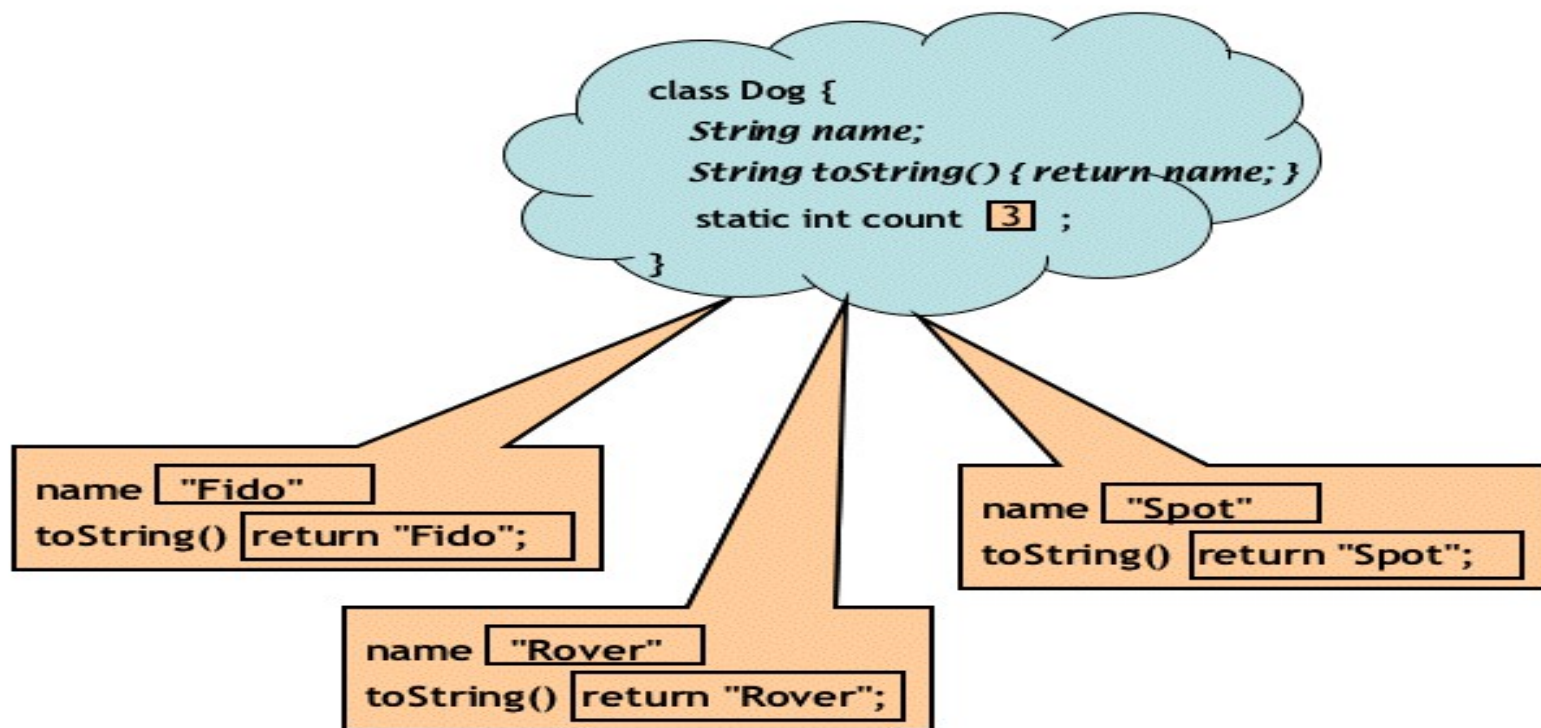 class Dog {
String name;
String toString() { return name; }
static int count 3 ;
}
name "Fido"
toString() return "Fido";
name "Rover"
toString() return "Rover";
name "Spot"
toString() return "Spot";